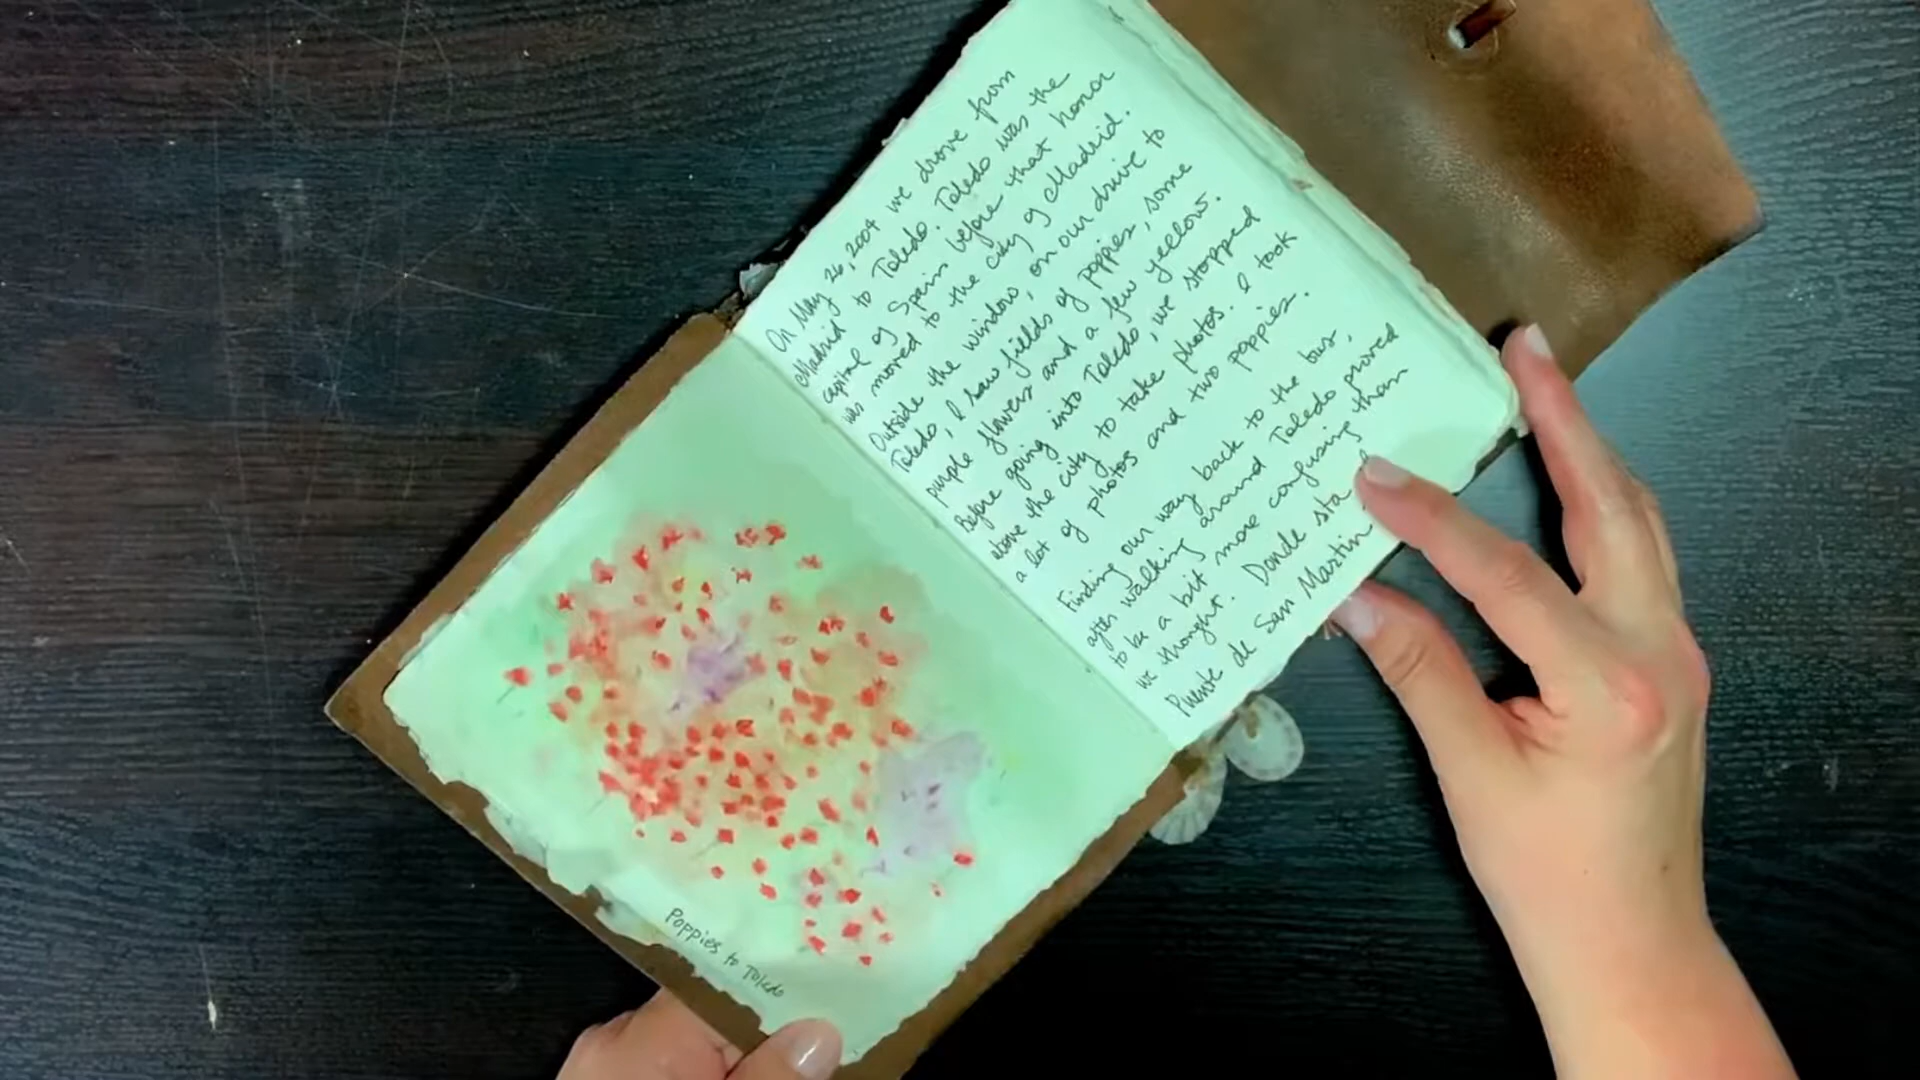 On May 26, 2004 we drove from
Madrid to Toledo. Toledo was the
capital of Spain before that honor
was moved to the city of Madrid.
Outside the window, on our drive to
Toledo, I saw fields of poppies, some
purple flowers and a few yellow.
Before going into Toledo, we stopped
above the city to take photos. I took
a lot of photos and two poppies.
Finding our way back to the bus,
after walking around Toledo proved
to be a bit more confusing than
we thought. Donde sta
Puente de San Martin
Poppies to Toledo